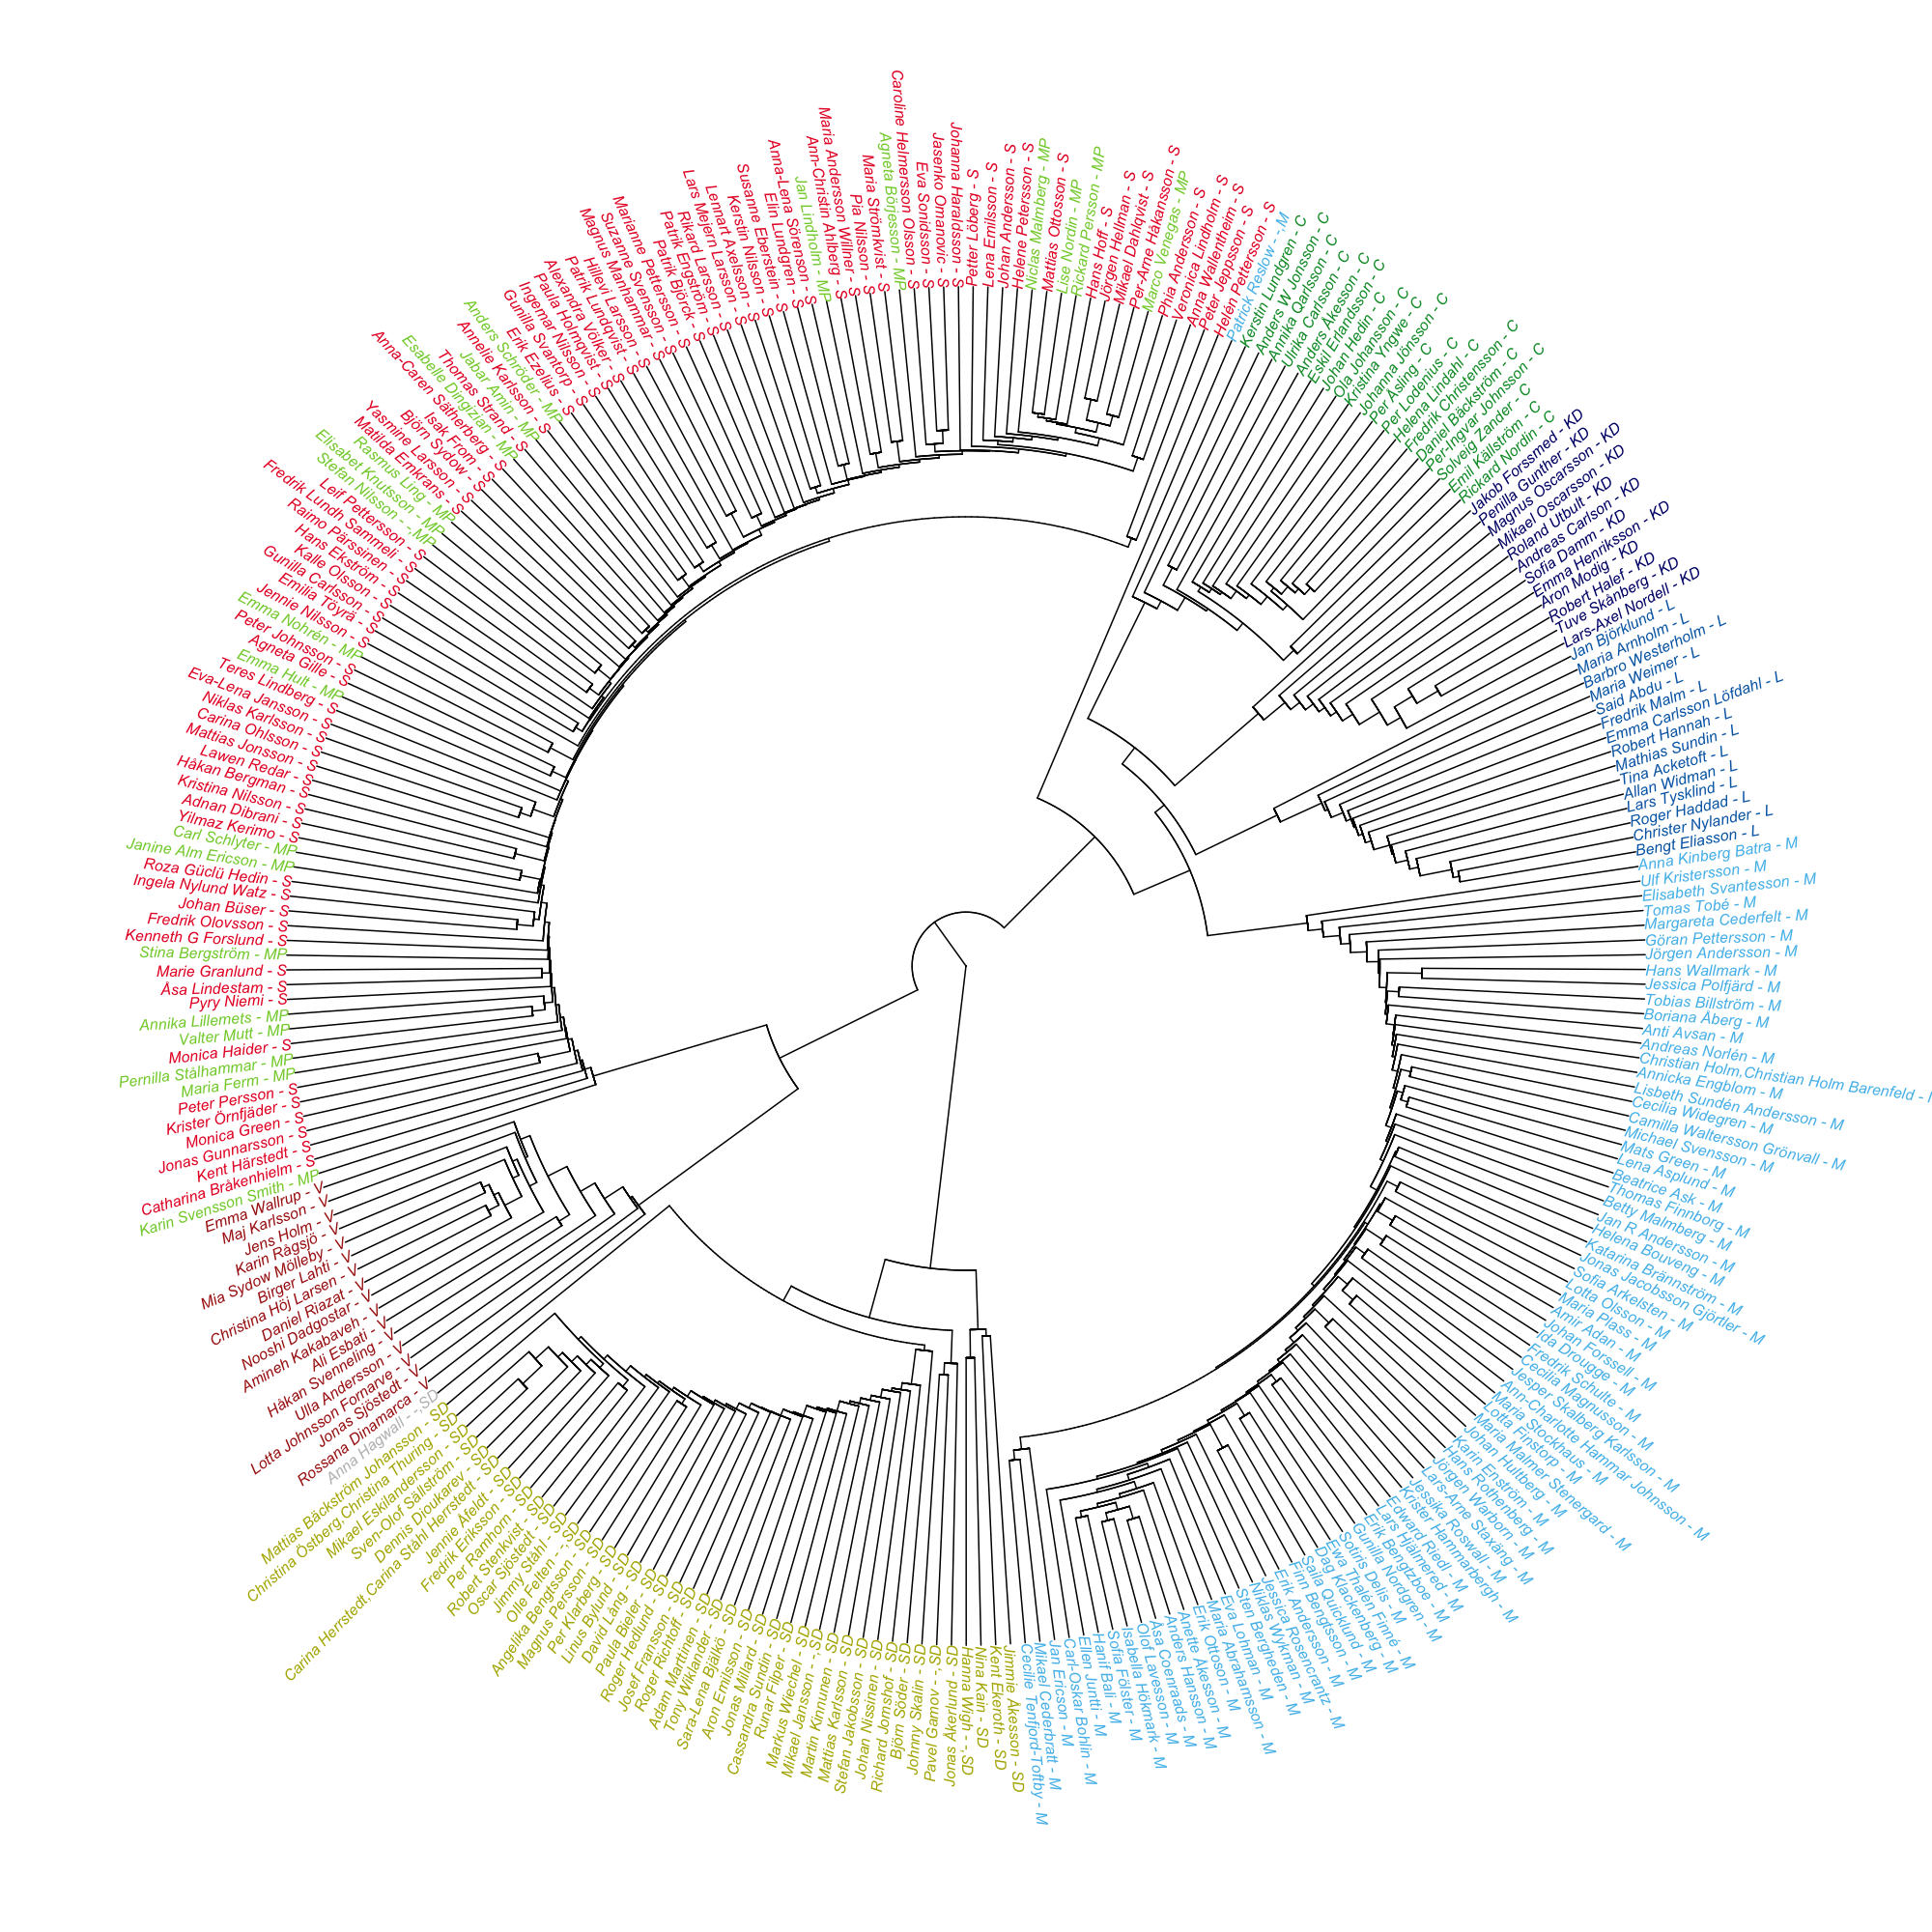 Petter Löberg - S
Lena Emilsson - S
Johan Andersson - S
Helene Petersson - S
Niclas Malmberg - MP
Mattias Ottosson - S
Lise Nordin - MP
Rickard Persson - MP
Hans Hoff - S
Jörgen Hellman - S
Mikael Dahlqvist - S
Per-Arne Håkansson - S
Marco Venegas - MP
Phia Andersson - S
Veronica Lindholm - S
Anna Wallentheim - S
Peter Jeppsson - S
Helén Pettersson - S
Patrick Reslow - -,M
Kerstin Lundgren - C
Anders W Jonsson - C
Annika Qarlsson - C
Ulrika Carlsson - C
Anders Åkesson - C
Eskil Erlandsson - C
Johan Hedin - C
Ola Johansson - C
Kristina Yngwe - C
Johanna Jönsson - C
Per Åsling - C
Per Lodenius - C
Helena Lindahl - C
Fredrik Christensson - C
Daniel Bäckström - C
Per-Ingvar Johnsson - C
Solveig Zander - C
Emil Källström - C
Rickard Nordin - C
Jakob Forssmed - KD
Penilla Gunther - KD
Magnus Oscarsson - KD
Mikael Oscarsson - KD
Roland Utbult - KD
Andreas Carlson - KD
Sofia Damm - KD
Emma Henriksson - KD
Aron Modig - KD
Robert Halef - KD
Tuve Skånberg - KD
Lars-Axel Nordell - KD
Jan Björklund - L
Maria Arnholm - L
Barbro Westerholm - L
Maria Weimer - L
Said Abdu - L
Fredrik Malm - L
Emma Carlsson Löfdahl - L
Robert Hannah - L
Mathias Sundin - L
Tina Acketoft - L
Allan Widman - L
Lars Tysklind - L
Roger Haddad - L
Christer Nylander - L
Bengt Eliasson - L
Anna Kinberg Batra - M
Ulf Kristersson - M
Elisabeth Svantesson - M
Tomas Tobé - M
Margareta Cederfelt - M
Göran Pettersson - M
Jörgen Andersson - M
Hans Wallmark - M
Jessica Polfjärd - M
Tobias Billström - M
Boriana Åberg - M
Anti Avsan - M
Andreas Norlén - M
Christian Holm,Christian Holm Barenfeld -
Annicka Engblom - M
Lisbeth Sundén Andersson - M
Cecilia Widegren - M
Camilla Waltersson Grönvall - M
Michael Svensson - M
Mats Green - M
Lena Asplund - M
Beatrice Ask - M
Thomas Finnborg - M
Betty Malmberg - M
Jan R Andersson - M
Helena Bouveng - M
Katarina Brännström - M
Jonas Jacobsson Gjörtler - M
Sofia Arkelsten - M
Lotta Olsson - M
Maria Plass - M
Amir Adan - M
Johan Forssell - M
Ida Drougge - M
Fredrik Schulte - M
Cecilia Magnusson - M
Jesper Skalberg Karlsson - M
Ann-Charlotte Hammar Johnsson - M
Maria Stockhaus - M
Lotta Finstorp - M
Maria Malmer Stenergard - M
Johan Hultberg - M
Karin Enström - M
Hans Rothenberg - M
Jörgen Warborn - M
Lars-Arne Staxäng - M
Jessika Roswall - M
Krister Hammarbergh - M
Edward Riedl - M
Lars Hjälmered - M
Erik Bengtzboe - M
Gunilla Nordgren - M
Sotiris Delis - M
Ewa Thalén Finné - M
Dag Klackenberg - M
Saila Quicklund - M
Finn Bengtsson - M
Erik Andersson - M
Jessica Rosencrantz - M
Niklas Wykman - M
Sten Bergheden - M
Eva Lohman - M
Maria Abrahamsson - M
Erik Ottoson - M
Anette Åkesson - M
Anders Hansson - M
Åsa Coenraads - M
Olof Lavesson - M
Isabella Hökmark - M
Sofia Fölster - M
Hanif Bali - M
Ellen Juntti - M
Carl-Oskar Bohlin - M
Jan Ericson - M
Mikael Cederbratt - M
Cecilie Tenfjord-Toftby - M
Jimmie Åkesson - SD
Kent Ekeroth - SD
Nina Kain - SD
Hanna Wigh - -,SD
Jonas Åkerlund - SD
Pavel Gamov - -,SD
Johnny Skalin - SD
Björn Söder - SD
Richard Jomshof - SD
Johan Nissinen - SD
Stefan Jakobsson - SD
Mattias Karlsson - SD
Martin Kinnunen - SD
Mikael Jansson - -,SD
Markus Wiechel - SD
Runar Filper - SD
Cassandra Sundin - SD
Jonas Millard - SD
Aron Emilsson - SD
Sara-Lena Bjälkö - SD
Tony Wiklander - SD
Adam Marttinen - SD
Roger Richtoff - SD
Josef Fransson - SD
Roger Hedlund - SD
Paula Bieler - SD
David Lång - SD
Linus Bylund - SD
Per Klarberg - SD
Magnus Persson - SD
Angelika Bengtsson - SD
Olle Felten - -,SD
Jimmy Ståhl - SD
Oscar Sjöstedt - SD
Robert Stenkvist - SD
Per Ramhorn - SD
Fredrik Eriksson - SD
Jennie Åfeldt - SD
Carina Herrstedt,Carina Ståhl Herrstedt - SD
Dennis Dioukarev - SD
Sven-Olof Sällström - SD
Mikael Eskilandersson - SD
Christina Östberg,Christina Thuring - SD
Mattias Bäckström Johansson - SD
Anna Hagwall - -,SD
Rossana Dinamarca - V
Jonas Sjöstedt - V
Lotta Johnsson Fornarve - V
Ulla Andersson - V
Håkan Svenneling - V
Ali Esbati - V
Amineh Kakabaveh - V
Nooshi Dadgostar - V
Daniel Riazat - V
Christina Höj Larsen - V
Birger Lahti - V
Mia Sydow Mölleby - V
Karin Rågsjö - V
Jens Holm - V
Maj Karlsson - V
Emma Wallrup - V
Karin Svensson Smith - MP
Catharina Bråkenhielm - S
Kent Härstedt - S
Jonas Gunnarsson - S
Monica Green - S
Krister Örnfjäder - S
Peter Persson - S
Maria Ferm - MP
Pernilla Stålhammar - MP
Monica Haider - S
Valter Mutt - MP
Annika Lillemets - MP
Pyry Niemi - S
Åsa Lindestam - S
Marie Granlund - S
Stina Bergström - MP
Kenneth G Forslund - S
Fredrik Olovsson - S
Johan Büser - S
Ingela Nylund Watz - S
Roza Güclü Hedin - S
Janine Alm Ericson - MP
Carl Schlyter - MP
Yilmaz Kerimo - S
Adnan Dibrani - S
Kristina Nilsson - S
Håkan Bergman - S
Lawen Redar - S
Mattias Jonsson - S
Carina Ohlsson - S
Niklas Karlsson - S
Eva-Lena Jansson - S
Teres Lindberg - S
Emma Hult - MP
Agneta Gille - S
Peter Johnsson - S
Emma Nohrén - MP
Jennie Nilsson - S
Emilia Töyrä - S
Gunilla Carlsson - S
Kalle Olsson - S
Hans Ekström - S
Raimo Pärssinen - S
Fredrik Lundh Sammeli - S
Leif Pettersson - S
Stefan Nilsson - -,MP
Elisabet Knutsson - MP
Rasmus Ling - MP
Matilda Ernkrans - S
Yasmine Larsson - S
Björn Sydow - S
Isak From - S
Anna-Caren Sätherberg - S
Esabelle Dingizian - MP
Thomas Strand - S
Jabar Amin - MP
Annelie Karlsson - S
Anders Schröder - MP
Erik Ezelius - S
Gunilla Svantorp - S
Ingemar Nilsson - S
Paula Holmqvist - S
Alexandra Völker - S
Patrik Lundqvist - S
Hillevi Larsson - S
Magnus Manhammar - S
Suzanne Svensson - S
Marianne Pettersson - S
Patrik Björck - S
Patrik Engström - S
Rikard Larsson - S
Lars Mejern Larsson - S
Lennart Axelsson - S
Kerstin Nilsson - S
Susanne Eberstein - S
Elin Lundgren - S
Anna-Lena Sörenson - S
Jan Lindholm - MP
Ann-Christin Ahlberg - S
Maria Andersson Willner - S
Pia Nilsson - S
Maria Strömkvist - S
Agneta Börjesson - MP
Caroline Helmersson Olsson - S
Eva Sonidsson - S
Jasenko Omanovic - S
Johanna Haraldsson - S